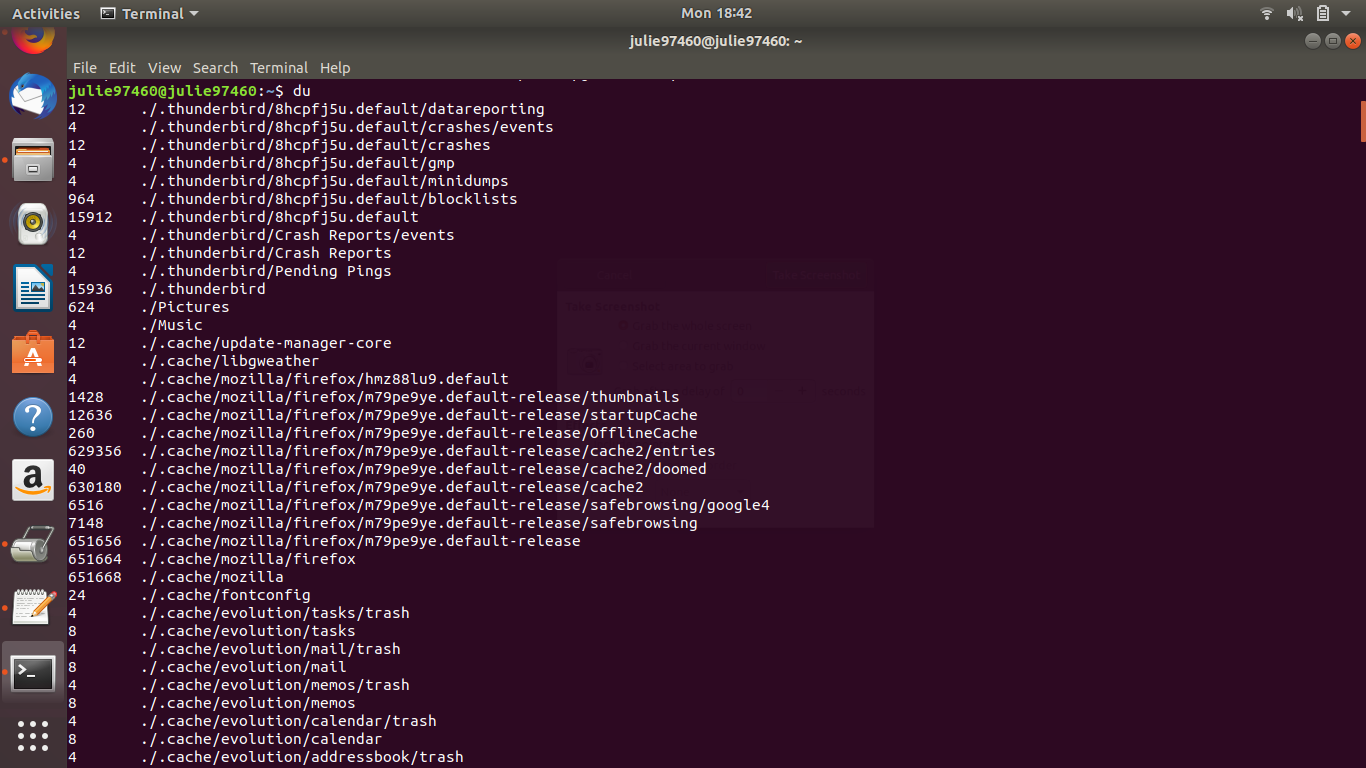 Activities Terminal Mon 18:42
julie97460@julie97460: ~
File Edit View Search Terminal Help
julie97460@julie97460:~$ du
12 ./.thunderbird/8hcpfj5u.default/datareporting
4 ./.thunderbird/8hcpfj5u.default/crashes/events
12 ./.thunderbird/8hcpfj5u.default/crashes
4 ./.thunderbird/8hcpfj5u.default/gmp
4 ./.thunderbird/8hcpfj5u.default/minidumps
964 ./.thunderbird/8hcpfj5u.default/blocklists
15912 ./.thunderbird/8hcpfj5u.default
4 ./.thunderbird/Crash Reports/events
12 ./.thunderbird/Crash Reports
4 ./.thunderbird/Pending Pings
15936 ./.thunderbird
624 ./Pictures
4 ./Music
12 ./.cache/update-manager-core
4 ./.cache/libgweather
4 ./.cache/mozilla/firefox/hmz88lu9.default
1428 ./.cache/mozilla/firefox/m79pe9ye.default-release/thumbnails
12636 ./.cache/mozilla/firefox/m79pe9ye.default-release/startupCache
260 ./.cache/mozilla/firefox/m79pe9ye.default-release/OfflineCache
629356 ./.cache/mozilla/firefox/m79pe9ye.default-release/cache2/entries
40 ./.cache/mozilla/firefox/m79pe9ye.default-release/cache2/doomed
630180 ./.cache/mozilla/firefox/m79pe9ye.default-release/cache2
6516 ./.cache/mozilla/firefox/m79pe9ye.default-release/safebrowsing/google4
7148 ./.cache/mozilla/firefox/m79pe9ye.default-release/safebrowsing
651656 ./.cache/mozilla/firefox/m79pe9ye.default-release
651664 ./.cache/mozilla/firefox
651668 ./.cache/mozilla
24 ./.cache/fontconfig
4 ./.cache/evolution/tasks/trash
8 ./.cache/evolution/tasks
4 ./.cache/evolution/mail/trash
8 ./.cache/evolution/mail
4 ./.cache/evolution/memos/trash
8 ./.cache/evolution/memos
4 ./.cache/evolution/calendar/trash
8 ./.cache/evolution/calendar
4 ./.cache/evolution/addressbook/trash